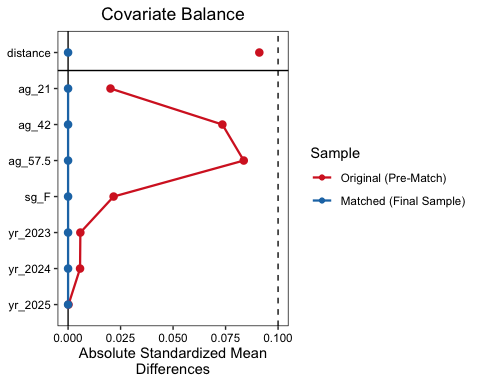 Covariate Balance
distance
ag_21
ag_42
ag_57.5
sg_F
yr_2023
yr_2024
yr_2025
0.000 0.025 0.050 0.075 0.100
Absolute Standardized Mean
Differences
Sample
Original (Pre-Match)
Matched (Final Sample)